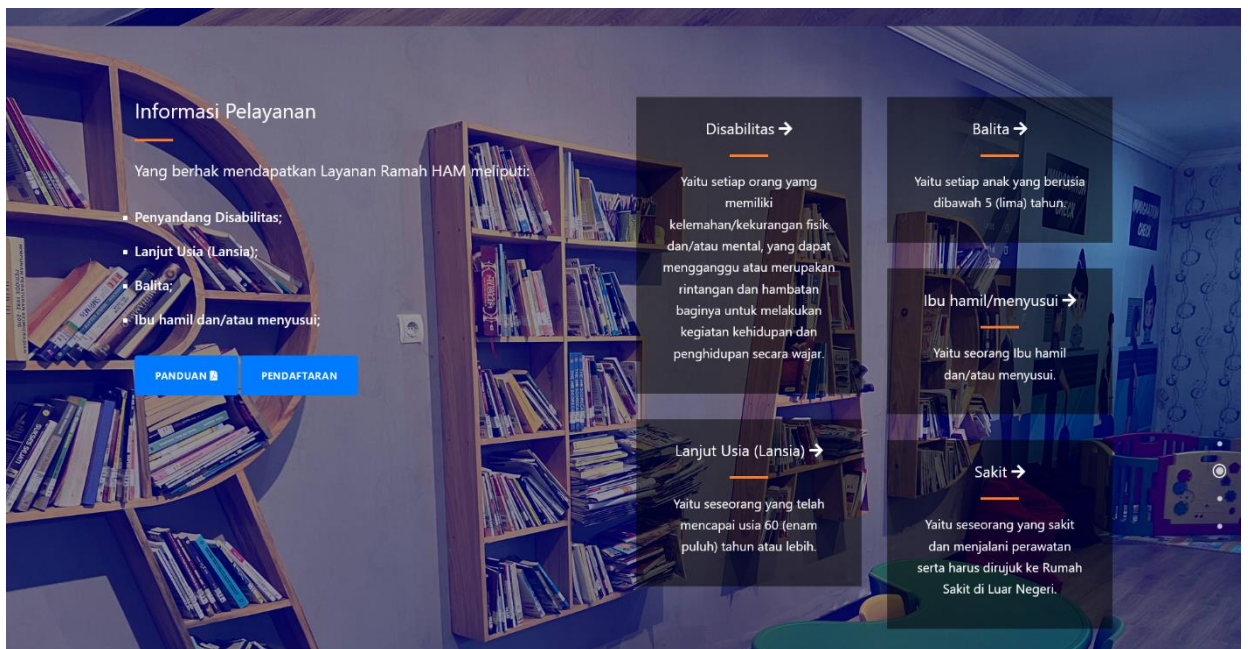 Informasi Pelayanan
Yang berhak mendapatkan Layanan Ramah HAM meliputi:
Penyandang Disabilitas;
Lanjut Usia (Lansia);
Balita;
Ibu hamil dan/atau menyusui;
PANDUAN
PENDAFTARAN
Disabilitas →
Yaitu setiap orang yamg
memiliki
kelemahan/kekurangan fisik
dan/atau mental, yang dapat
mengganggu atau merupakan
rintangan dan hambatan
baginya untuk melakukan
kegiatan kehidupan dan
penghidupan secara wajar.
Lanjut Usia (Lansia) →
Yaitu seseorang yang telah
mencapai usia 60 (enam
puluh) tahun atau lebih.
Balita →
Yaitu setiap anak yang berusia
dibawah 5 (lima) tahun.
Ibu hamil/menyusui →
Yaitu seorang Ibu hamil
dan/atau menyusui.
Sakit →
Yaitu seseorang yang sakit
dan menjalani perawatan
serta harus dirujuk ke Rumah
Sakit di Luar Negeri.
IMMIGRATION
CHECK